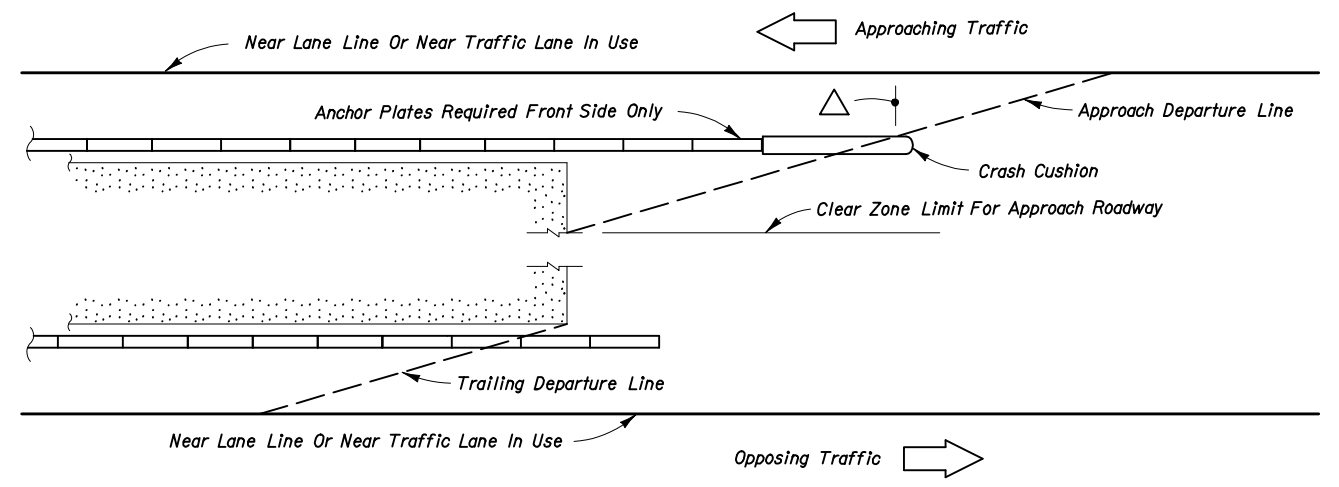 Approaching Traffic
Near Lane Line Or Near Traffic Lane In Use
Anchor Plates Required Front Side Only
Approach Departure Line
Crash Cushion
Clear Zone Limit For Approach Roadway
Trailing Departure Line
Near Lane Line Or Near Traffic Lane In Use
Opposing Traffic